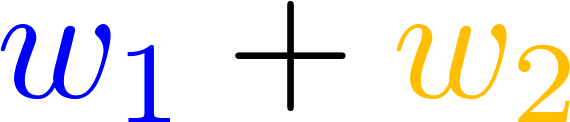 w₁ + w₂